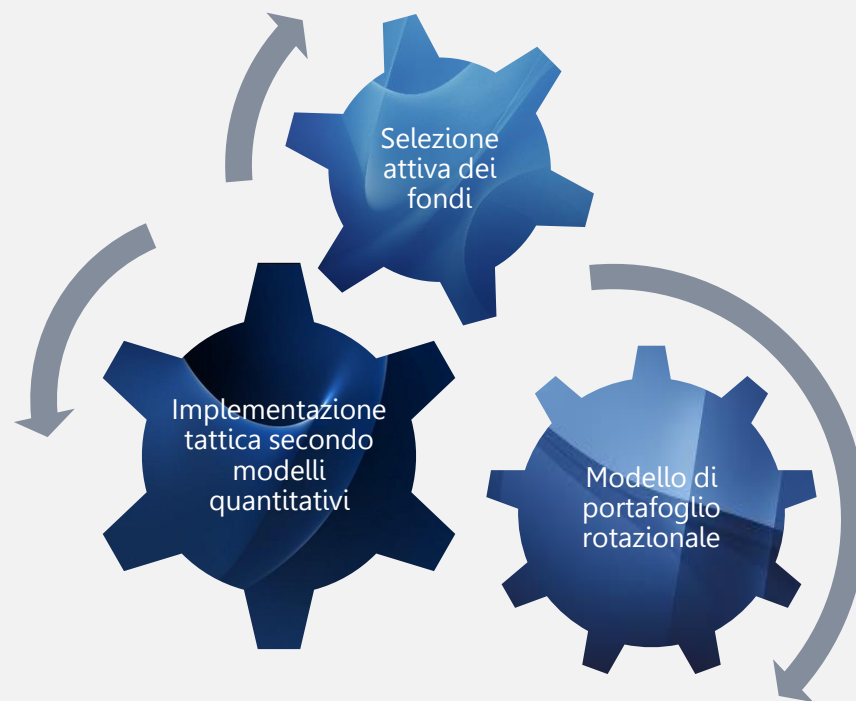 Selezione
attiva dei
fondi
Implementazione
tattica secondo
modelli
quantitativi
Modello di
portafoglio
rotazionale